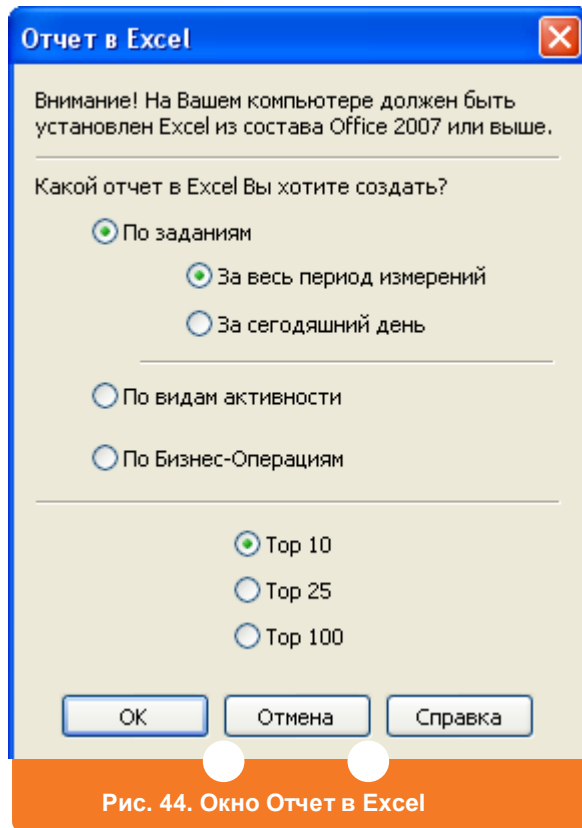 Отчет в Excel
Внимание! На Вашем компьютере должен быть
установлен Excel из состава Office 2007 или выше.
Какой отчет в Excel Вы хотите создать?
По заданиям
За весь период измерений
За сегодяшний день
По видам активности
По Бизнес-Операциям
Top 10
Top 25
Top 100
OK
Отмена
Справка
Рис. 44. Окно Отчет в Excel